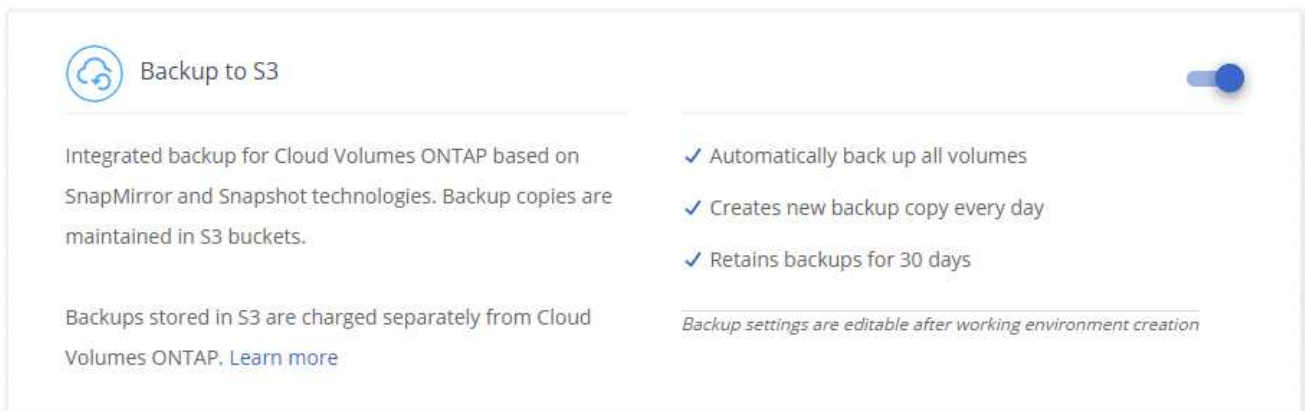 Backup to S3
Integrated backup for Cloud Volumes ONTAP based on
SnapMirror and Snapshot technologies. Backup copies are
maintained in S3 buckets.
Backups stored in S3 are charged separately from Cloud
Volumes ONTAP. Learn more
Automatically back up all volumes
Creates new backup copy every day
Retains backups for 30 days
Backup settings are editable after working environment creation